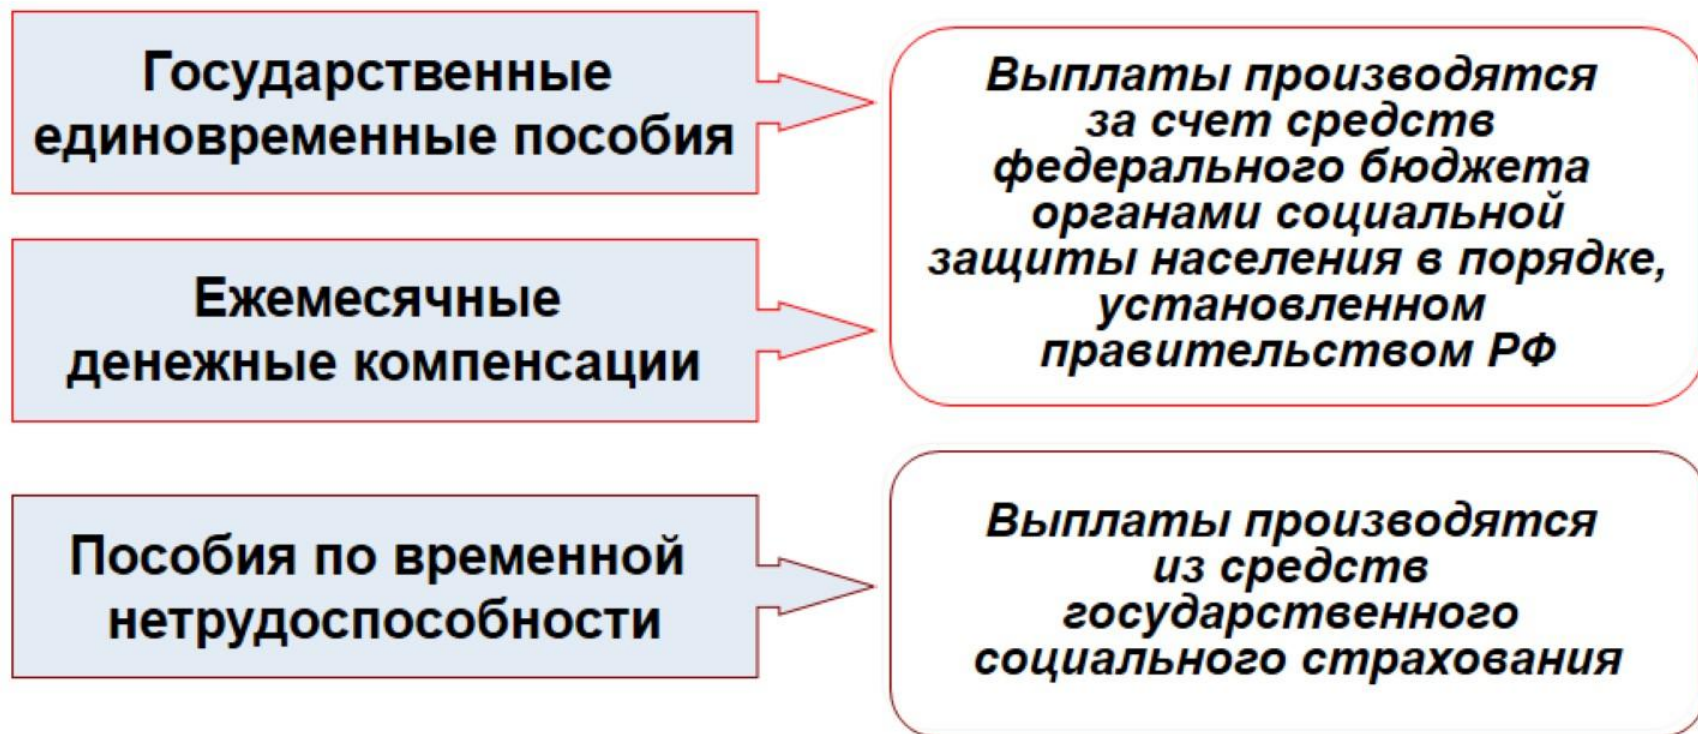 Государственные
единовременные пособия
Выплаты производятся
за счет средств
федерального бюджета
органами социальной
защиты населения в порядке,
установленном
правительством РФ
Ежемесячные
денежные компенсации
Пособия по временной
нетрудоспособности
Выплаты производятся
из средств
государственного
социального страхования